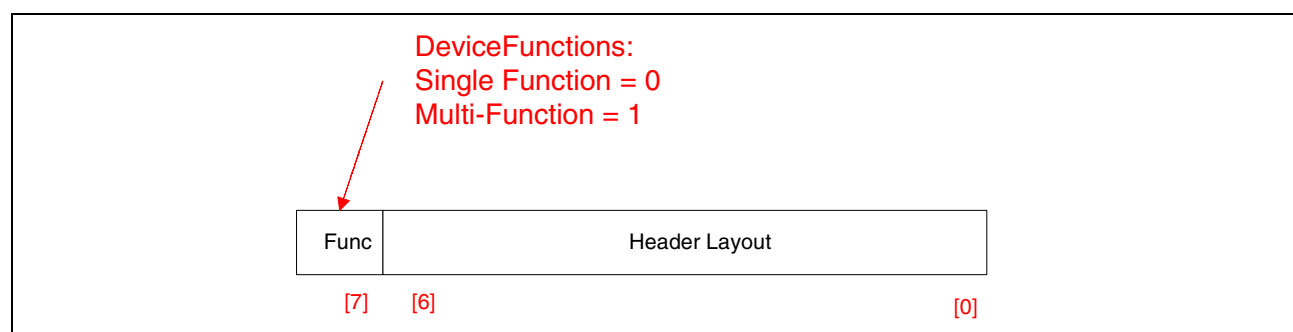 DeviceFunctions:
Single Function = 0
Multi-Function = 1
Func Header Layout
[7] [6] [0]